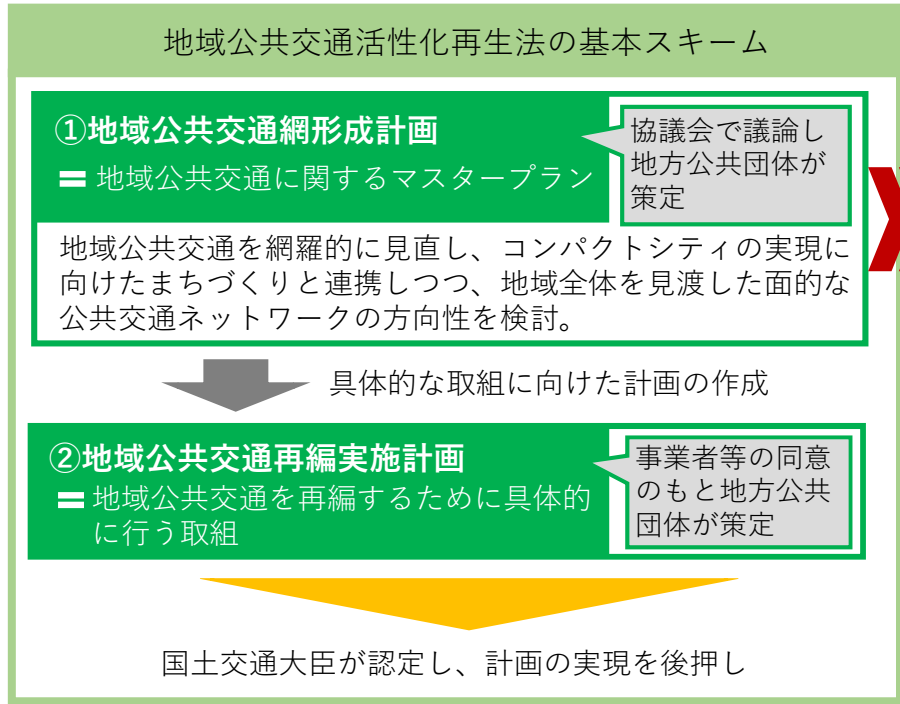 地域公共交通活性化再生法の基本スキーム
①地域公共交通網形成計画
＝ 地域公共交通に関するマスタープラン
協議会で議論し
地方公共団体が
策定
地域公共交通を網羅的に見直し、コンパクトシティの実現に
向けたまちづくりと連携しつつ、地域全体を見渡した面的な
公共交通ネットワークの方向性を検討。
具体的な取組に向けた計画の作成
②地域公共交通再編実施計画
＝ 地域公共交通を再編するために具体的
に行う取組
事業者等の同意
のもと地方公共
団体が策定
国土交通大臣が認定し、計画の実現を後押し